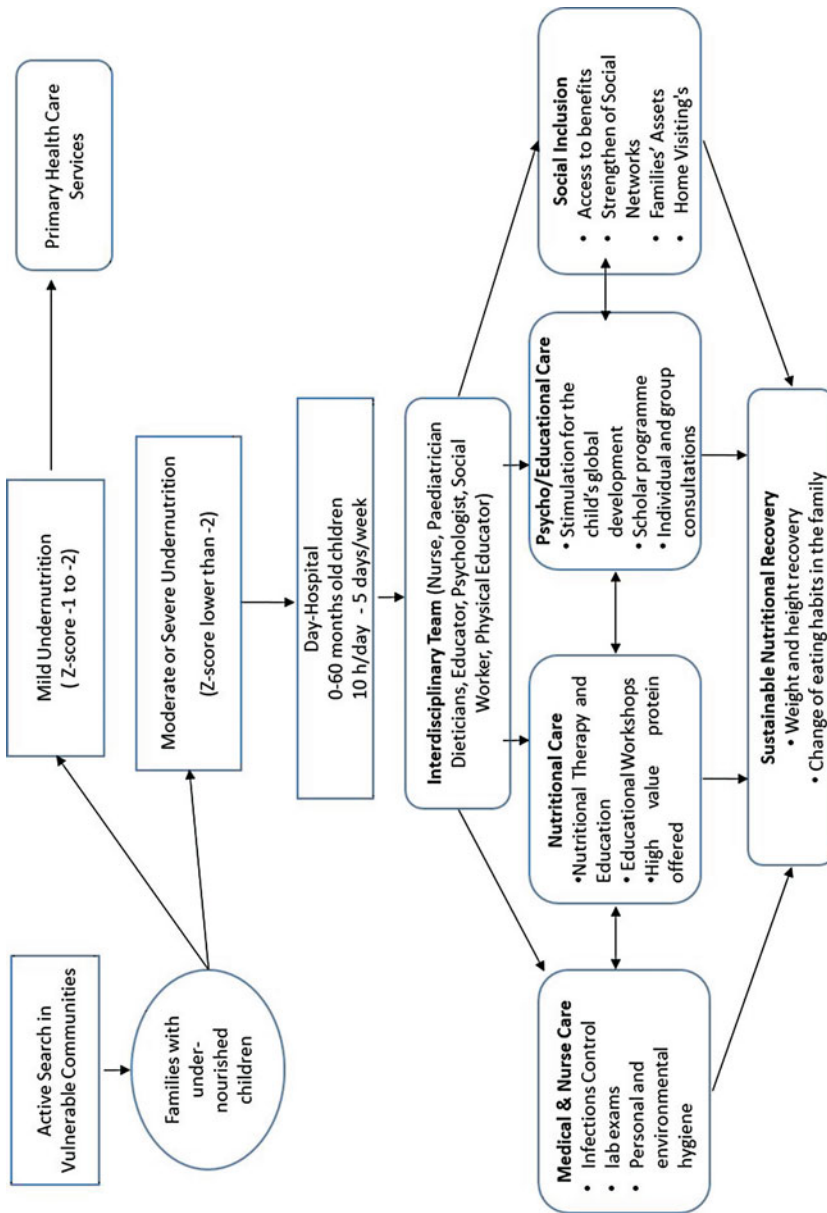 Active Search in
Vulnerable Communities
Families with
under-
nourished
children
Mild Undernutrition
( Z-score -1 to -2)
Primary Health Care
Services
Moderate or Severe Undernutrition
(Z-score lower than -2)
Day-Hospital
0-60 months old children
10 h/day - 5 days/week
Interdisciplinary Team (Nurse, Paediatrician
Dieticians, Educator, Psychologist, Social
Worker, Physical Educator)
Medical & Nurse Care
• Infections Control
• lab exams
• Personal and
environmental
hygiene
Nutritional Care
•Nutritional Therapy and
Education
•Educational Workshops
•High value protein
offered
Psycho/Educational Care
• Stimulation for the
child's global
development
• Scholar programme
• Individual and group
consultations
Social Inclusion
• Access to benefits
• Strengthen of Social
Networks
• Families' Assets
• Home Visiting's
Sustainable Nutritional Recovery
• Weight and height recovery
• Change of eating habits in the family